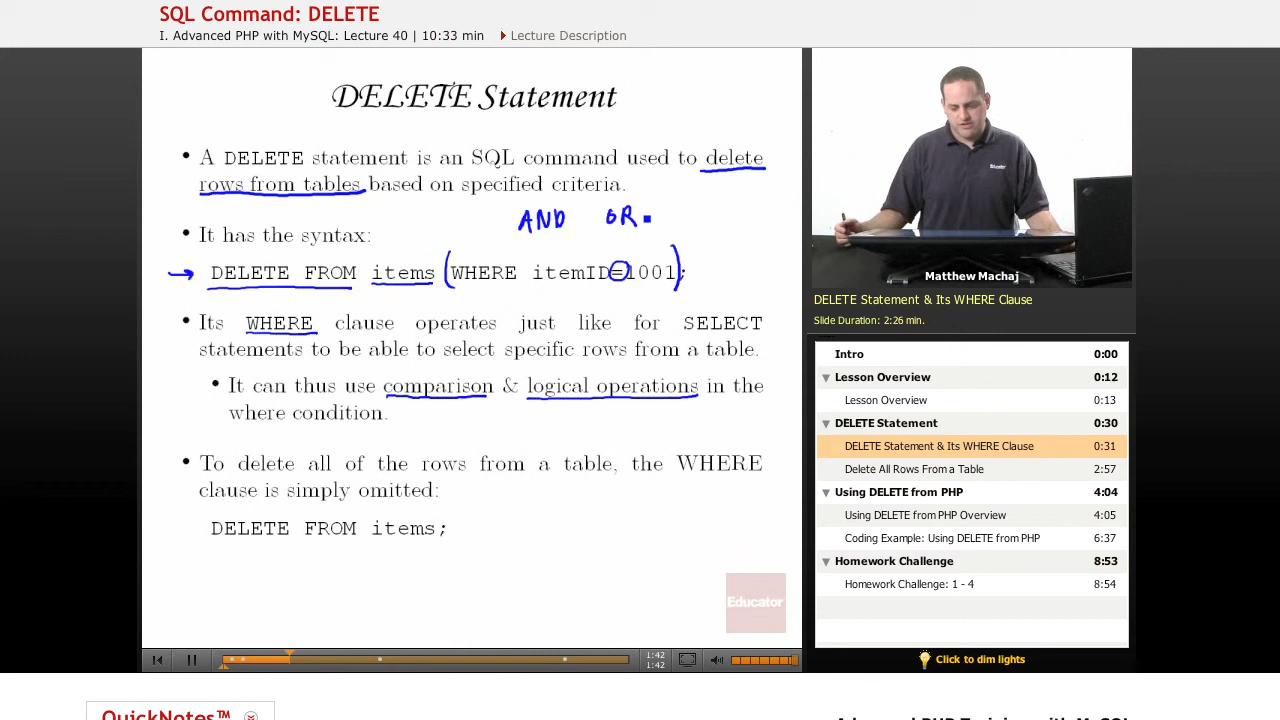 SQL Command: DELETE
I. Advanced PHP with MySQL: Lecture 40 | 10:33 min
Lecture Description
DELETE Statement
• A DELETE statement is an SQL command used to delete
rows from tables based on specified criteria.
AND OR
• It has the syntax:
→ DELETE FROM items (WHERE itemID=1001);
• Its WHERE clause operates just like for SELECT
statements to be able to select specific rows from a table.
• It can thus use comparison & logical operations in the
where condition.
• To delete all of the rows from a table, the WHERE
clause is simply omitted:
DELETE FROM items;
Educator
1:42
1:42
Educator
Matthew Machaj
DELETE Statement & Its WHERE Clause
Slide Duration: 2:26 min.
Intro 0:00
Lesson Overview 0:12
Lesson Overview 0:13
DELETE Statement 0:30
DELETE Statement & Its WHERE Clause 0:31
Delete All Rows From a Table 2:57
Using DELETE from PHP 4:04
Using DELETE from PHP Overview 4:05
Coding Example: Using DELETE from PHP 6:37
Homework Challenge 8:53
Homework Challenge: 1 - 4 8:54
Click to dim lights
QuickNotes™
Advanced PHP Training with MySQL